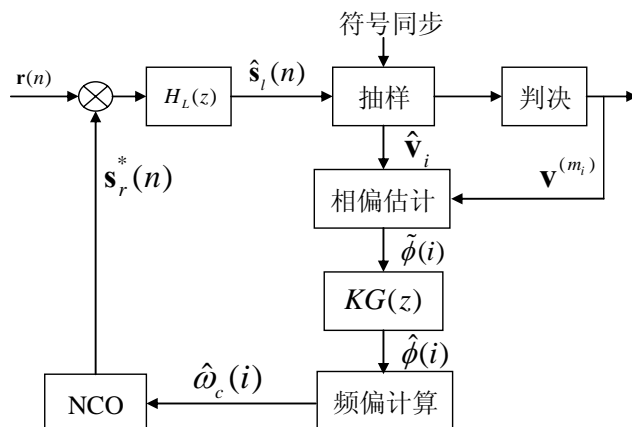 符号同步
r(n)
H_L(z)
ŝ_l(n)
抽样
判决
v̂_i
v^(m_i)
s_r^*(n)
相偏估计
φ̃(i)
KG(z)
φ̂(i)
ω̂_c(i)
NCO
频偏计算